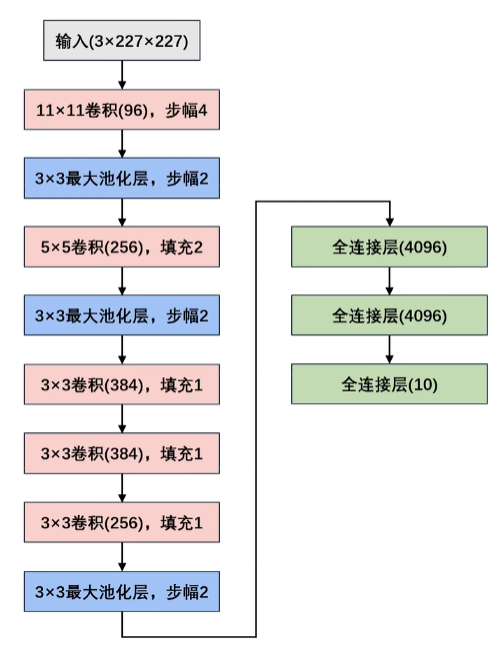 输入(3×227×227)
11×11卷积(96)，步幅4
3×3最大池化层，步幅2
5×5卷积(256)，填充2
3×3最大池化层，步幅2
3×3卷积(384)，填充1
3×3卷积(384)，填充1
3×3卷积(256)，填充1
3×3最大池化层，步幅2
全连接层(4096)
全连接层(4096)
全连接层(10)